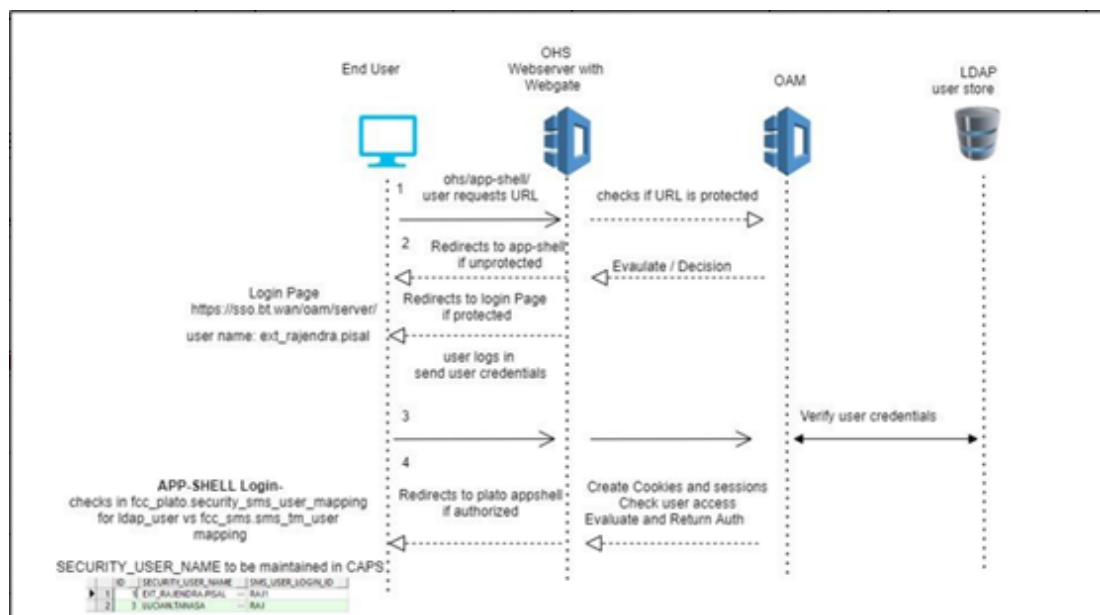 OHS
Webserver with
Webgate
End User
OAM
LDAP
user store
1
ohs/app-shell/
user requests URL
checks if URL is protected
2
Redirects to app-shell
if unprotected
Evaulate / Decision
Login Page
https://sso.bt.wan/oam/server/
user name: ext_rajendra.pisal
Redirects to login Page
if protected
user logs in
send user credentials
3
Verify user credentials
4
APP-SHELL Login-
checks in fcc_plato.security_sms_user_mapping
for ldap_user vs fcc_sms.sms_tm_user
mapping
Redirects to plato appshell
if authorized
Create Cookies and sessions
Check user access
Evaluate and Return Auth
SECURITY_USER_NAME to be maintained in CAPS
ID SECURITY_USER_NAME SMS_USER_LOGIN_ID
1 1 EXT_RAJENDRA.PISAL ... RAJ1
2 3 LUCIAN.TANASA ... RAJ